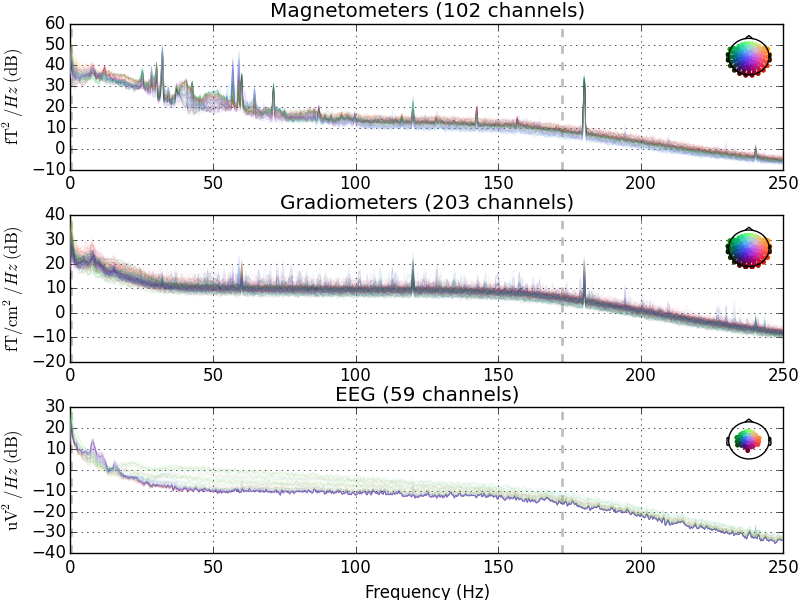 Magnetometers (102 channels)
60
50
40
30
20
10
0
−10
fT² / Hz (dB)
0 50 100 150 200 250
Gradiometers (203 channels)
40
30
20
10
0
−10
−20
fT/cm² / Hz (dB)
0 50 100 150 200 250
EEG (59 channels)
30
20
10
0
−10
−20
−30
−40
uV² / Hz (dB)
0 50 100 150 200 250
Frequency (Hz)